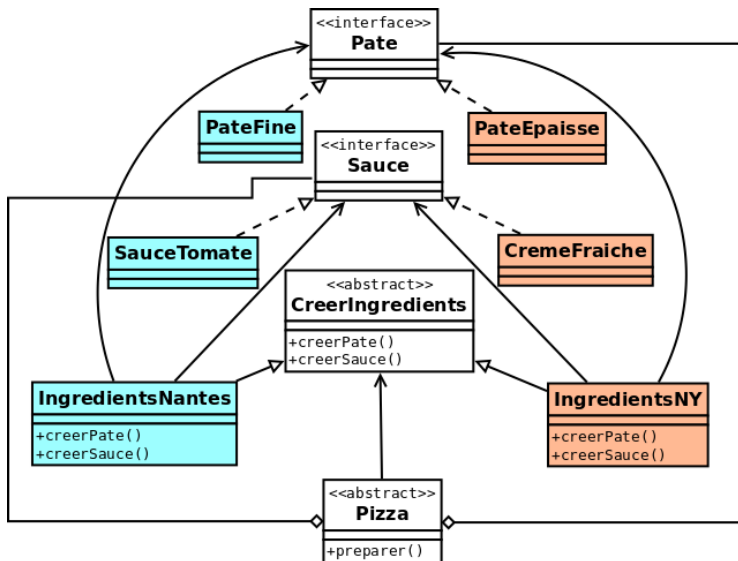 <<interface>>
Pate
PateFine
PateEpaisse
<<interface>>
Sauce
SauceTomate
CremeFraiche
<<abstract>>
CreerIngredients
+creerPate()
+creerSauce()
IngredientsNantes
+creerPate()
+creerSauce()
IngredientsNY
+creerPate()
+creerSauce()
<<abstract>>
Pizza
+preparer()